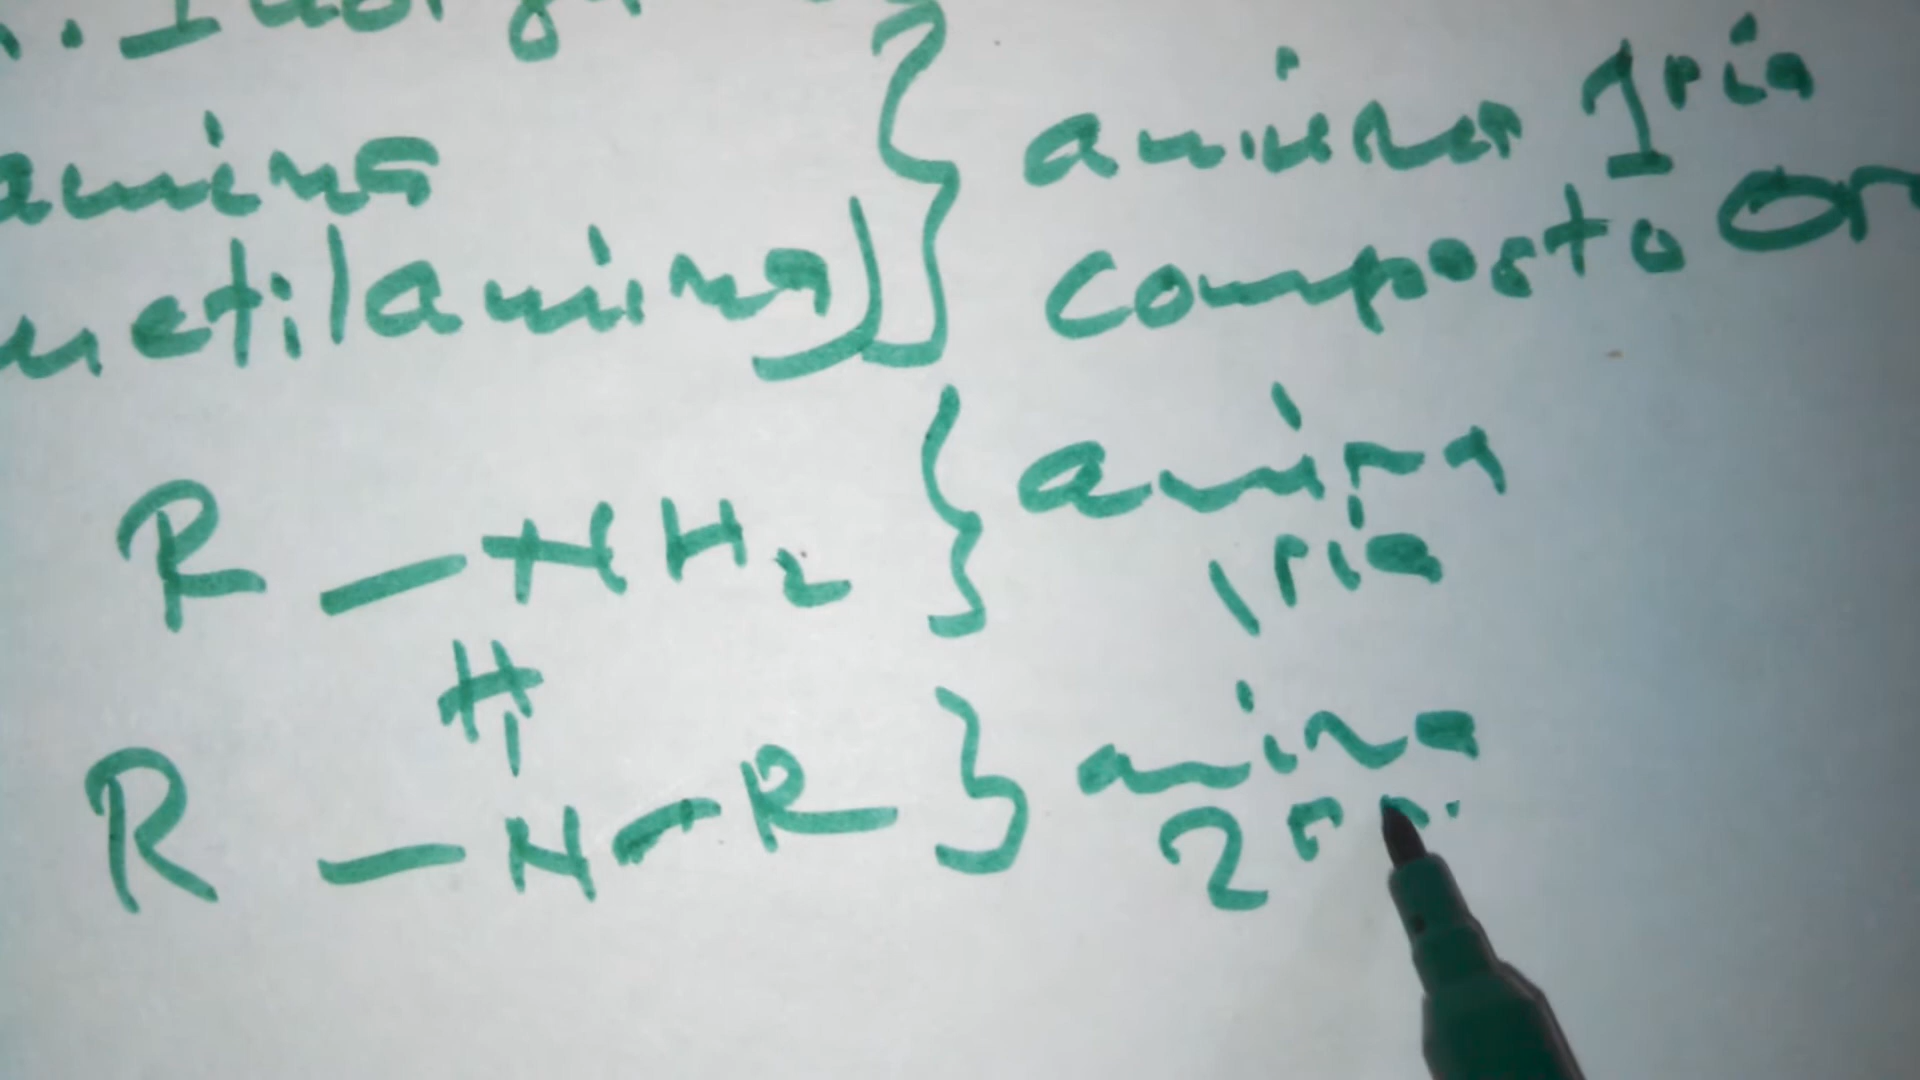 amina
metilamina) } amina 1ria
composto Or
R — NH2 } amina
1ria
H
R — N — R } amina
2ria